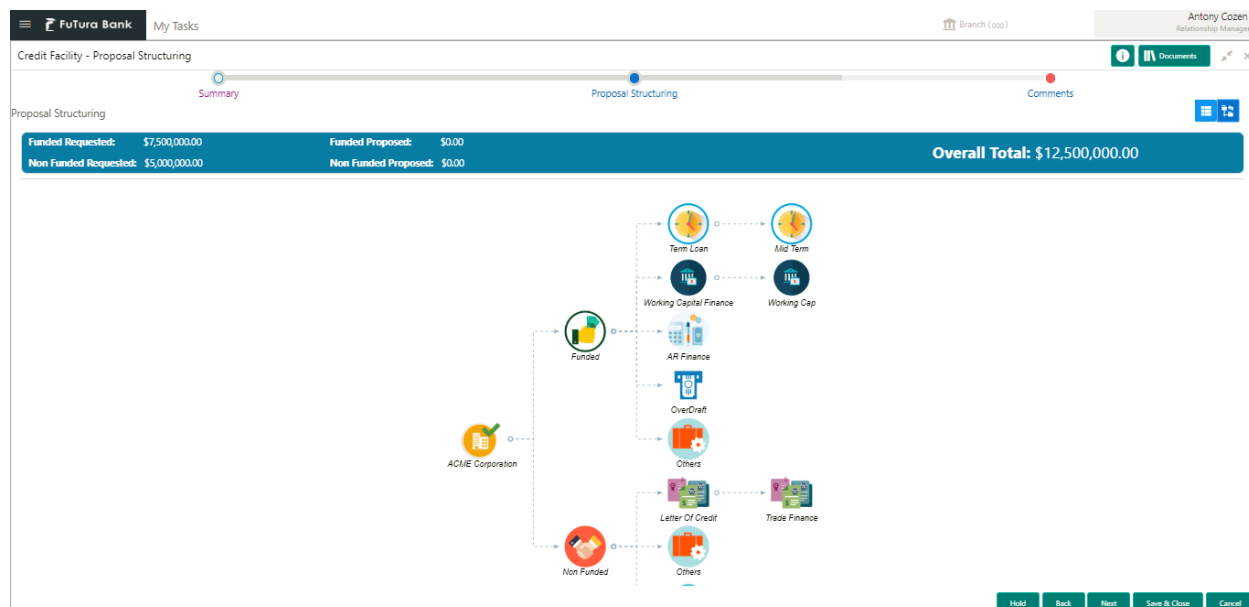 FuTura Bank
My Tasks
Branch (000)
Antony Cozen
Relationship Manager
Credit Facility - Proposal Structuring
Documents
Summary
Proposal Structuring
Comments
Proposal Structuring
Funded Requested: $7,500,000.00
Funded Proposed: $0.00
Non Funded Requested: $5,000,000.00
Non Funded Proposed: $0.00
Overall Total: $12,500,000.00
Term Loan
Mid Term
Working Capital Finance
Working Cap
Funded
AR Finance
OverDraft
ACME Corporation
Others
Letter Of Credit
Trade Finance
Non Funded
Others
Hold
Back
Next
Save & Close
Cancel